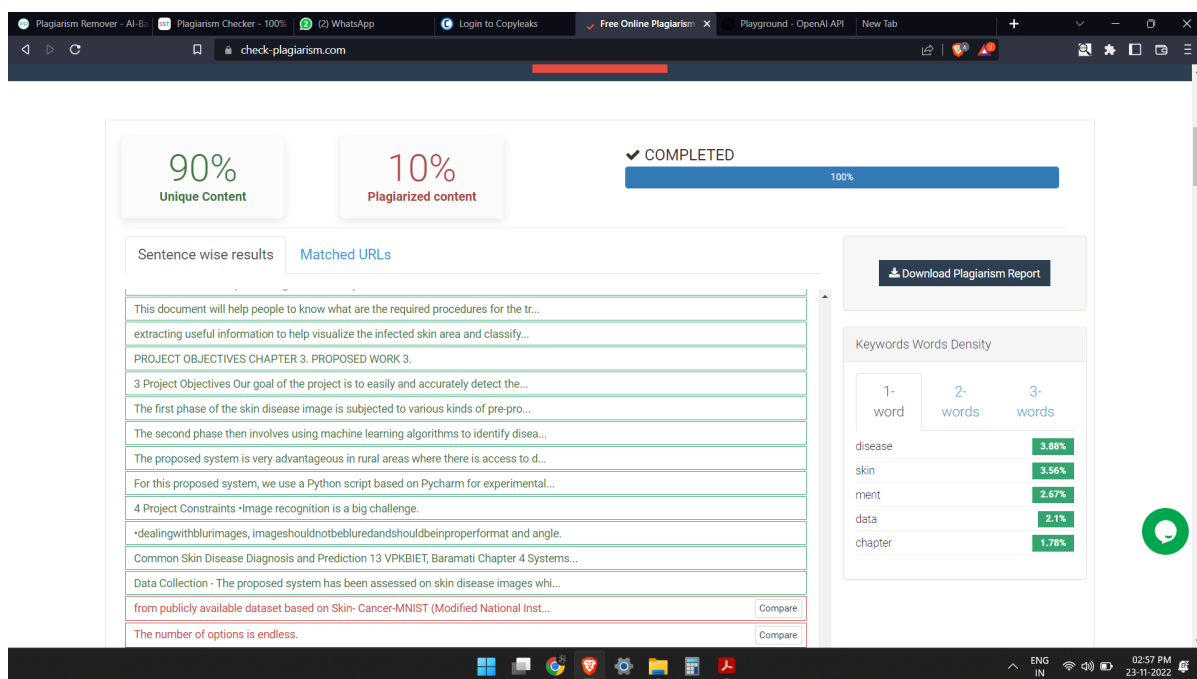 Plagiarism Remover - AI-Ba
Plagiarism Checker - 100%
(2) WhatsApp
Login to Copyleaks
Free Online Plagiarism
Playground - OpenAI API
New Tab
check-plagiarism.com
90%
Unique Content
10%
Plagiarized content
COMPLETED
100%
Sentence wise results
Matched URLs
This document will help people to know what are the required procedures for the tr...
extracting useful information to help visualize the infected skin area and classify...
PROJECT OBJECTIVES CHAPTER 3. PROPOSED WORK 3.
3 Project Objectives Our goal of the project is to easily and accurately detect the...
The first phase of the skin disease image is subjected to various kinds of pre-pro...
The second phase then involves using machine learning algorithms to identify disea...
The proposed system is very advantageous in rural areas where there is access to d...
For this proposed system, we use a Python script based on Pycharm for experimental...
4 Project Constraints •Image recognition is a big challenge.
•dealingwithblurimages, imageshouldnotbebluredandshouldbeinproperformat and angle.
Common Skin Disease Diagnosis and Prediction 13 VPKBIET, Baramati Chapter 4 Systems...
Data Collection - The proposed system has been assessed on skin disease images whi...
from publicly available dataset based on Skin- Cancer-MNIST (Modified National Inst...
Compare
The number of options is endless.
Compare
Download Plagiarism Report
Keywords Words Density
1-
word
2-
words
3-
words
disease 3.88%
skin 3.56%
ment 2.67%
data 2.1%
chapter 1.78%
ENG
IN
02:57 PM
23-11-2022